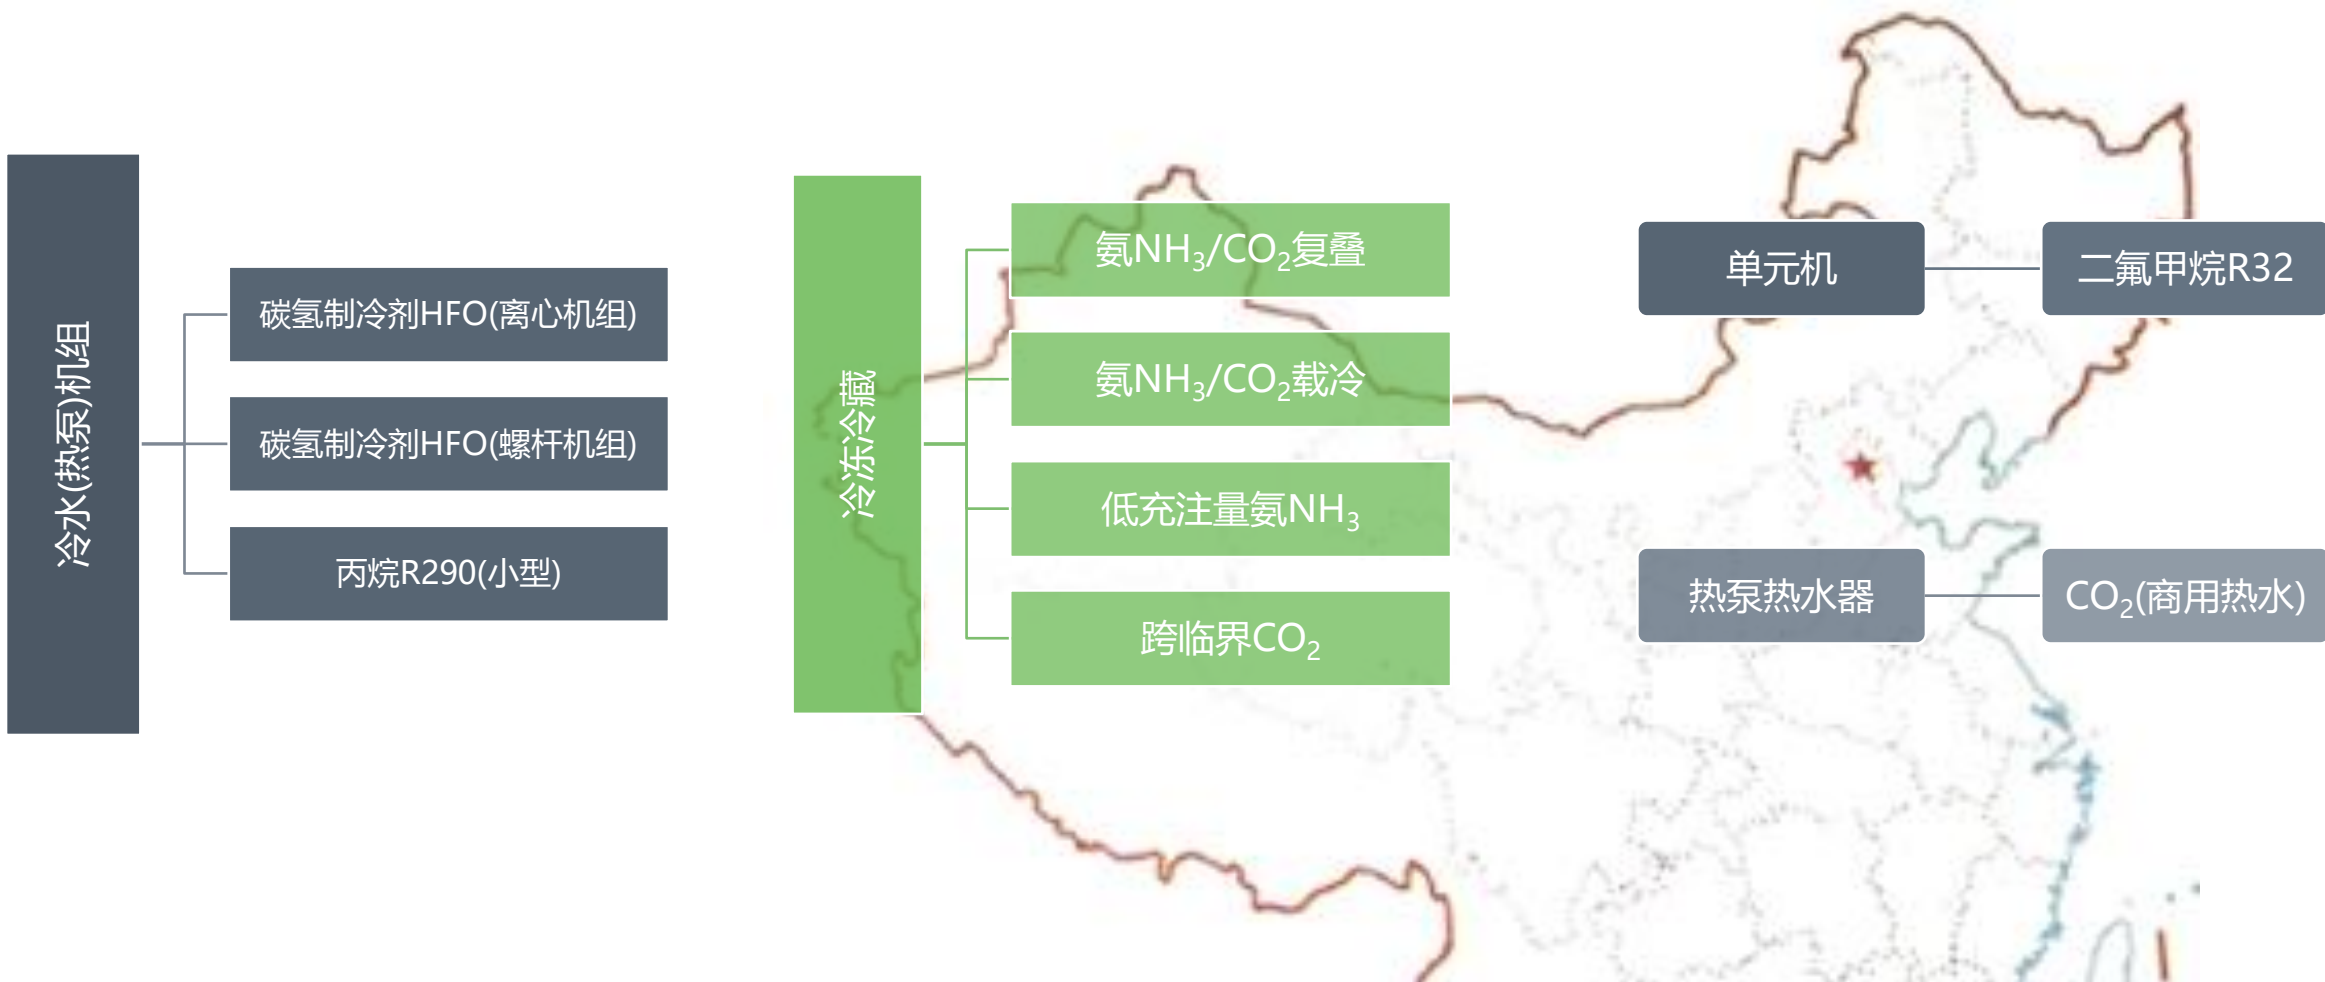 冷水(热泵)机组
碳氢制冷剂HFO(离心机组)
碳氢制冷剂HFO(螺杆机组)
丙烷R290(小型)
冷冻冷藏
氨NH₃/CO₂复叠
氨NH₃/CO₂载冷
低充注量氨NH₃
跨临界CO₂
单元机
二氟甲烷R32
热泵热水器
CO₂(商用热水)